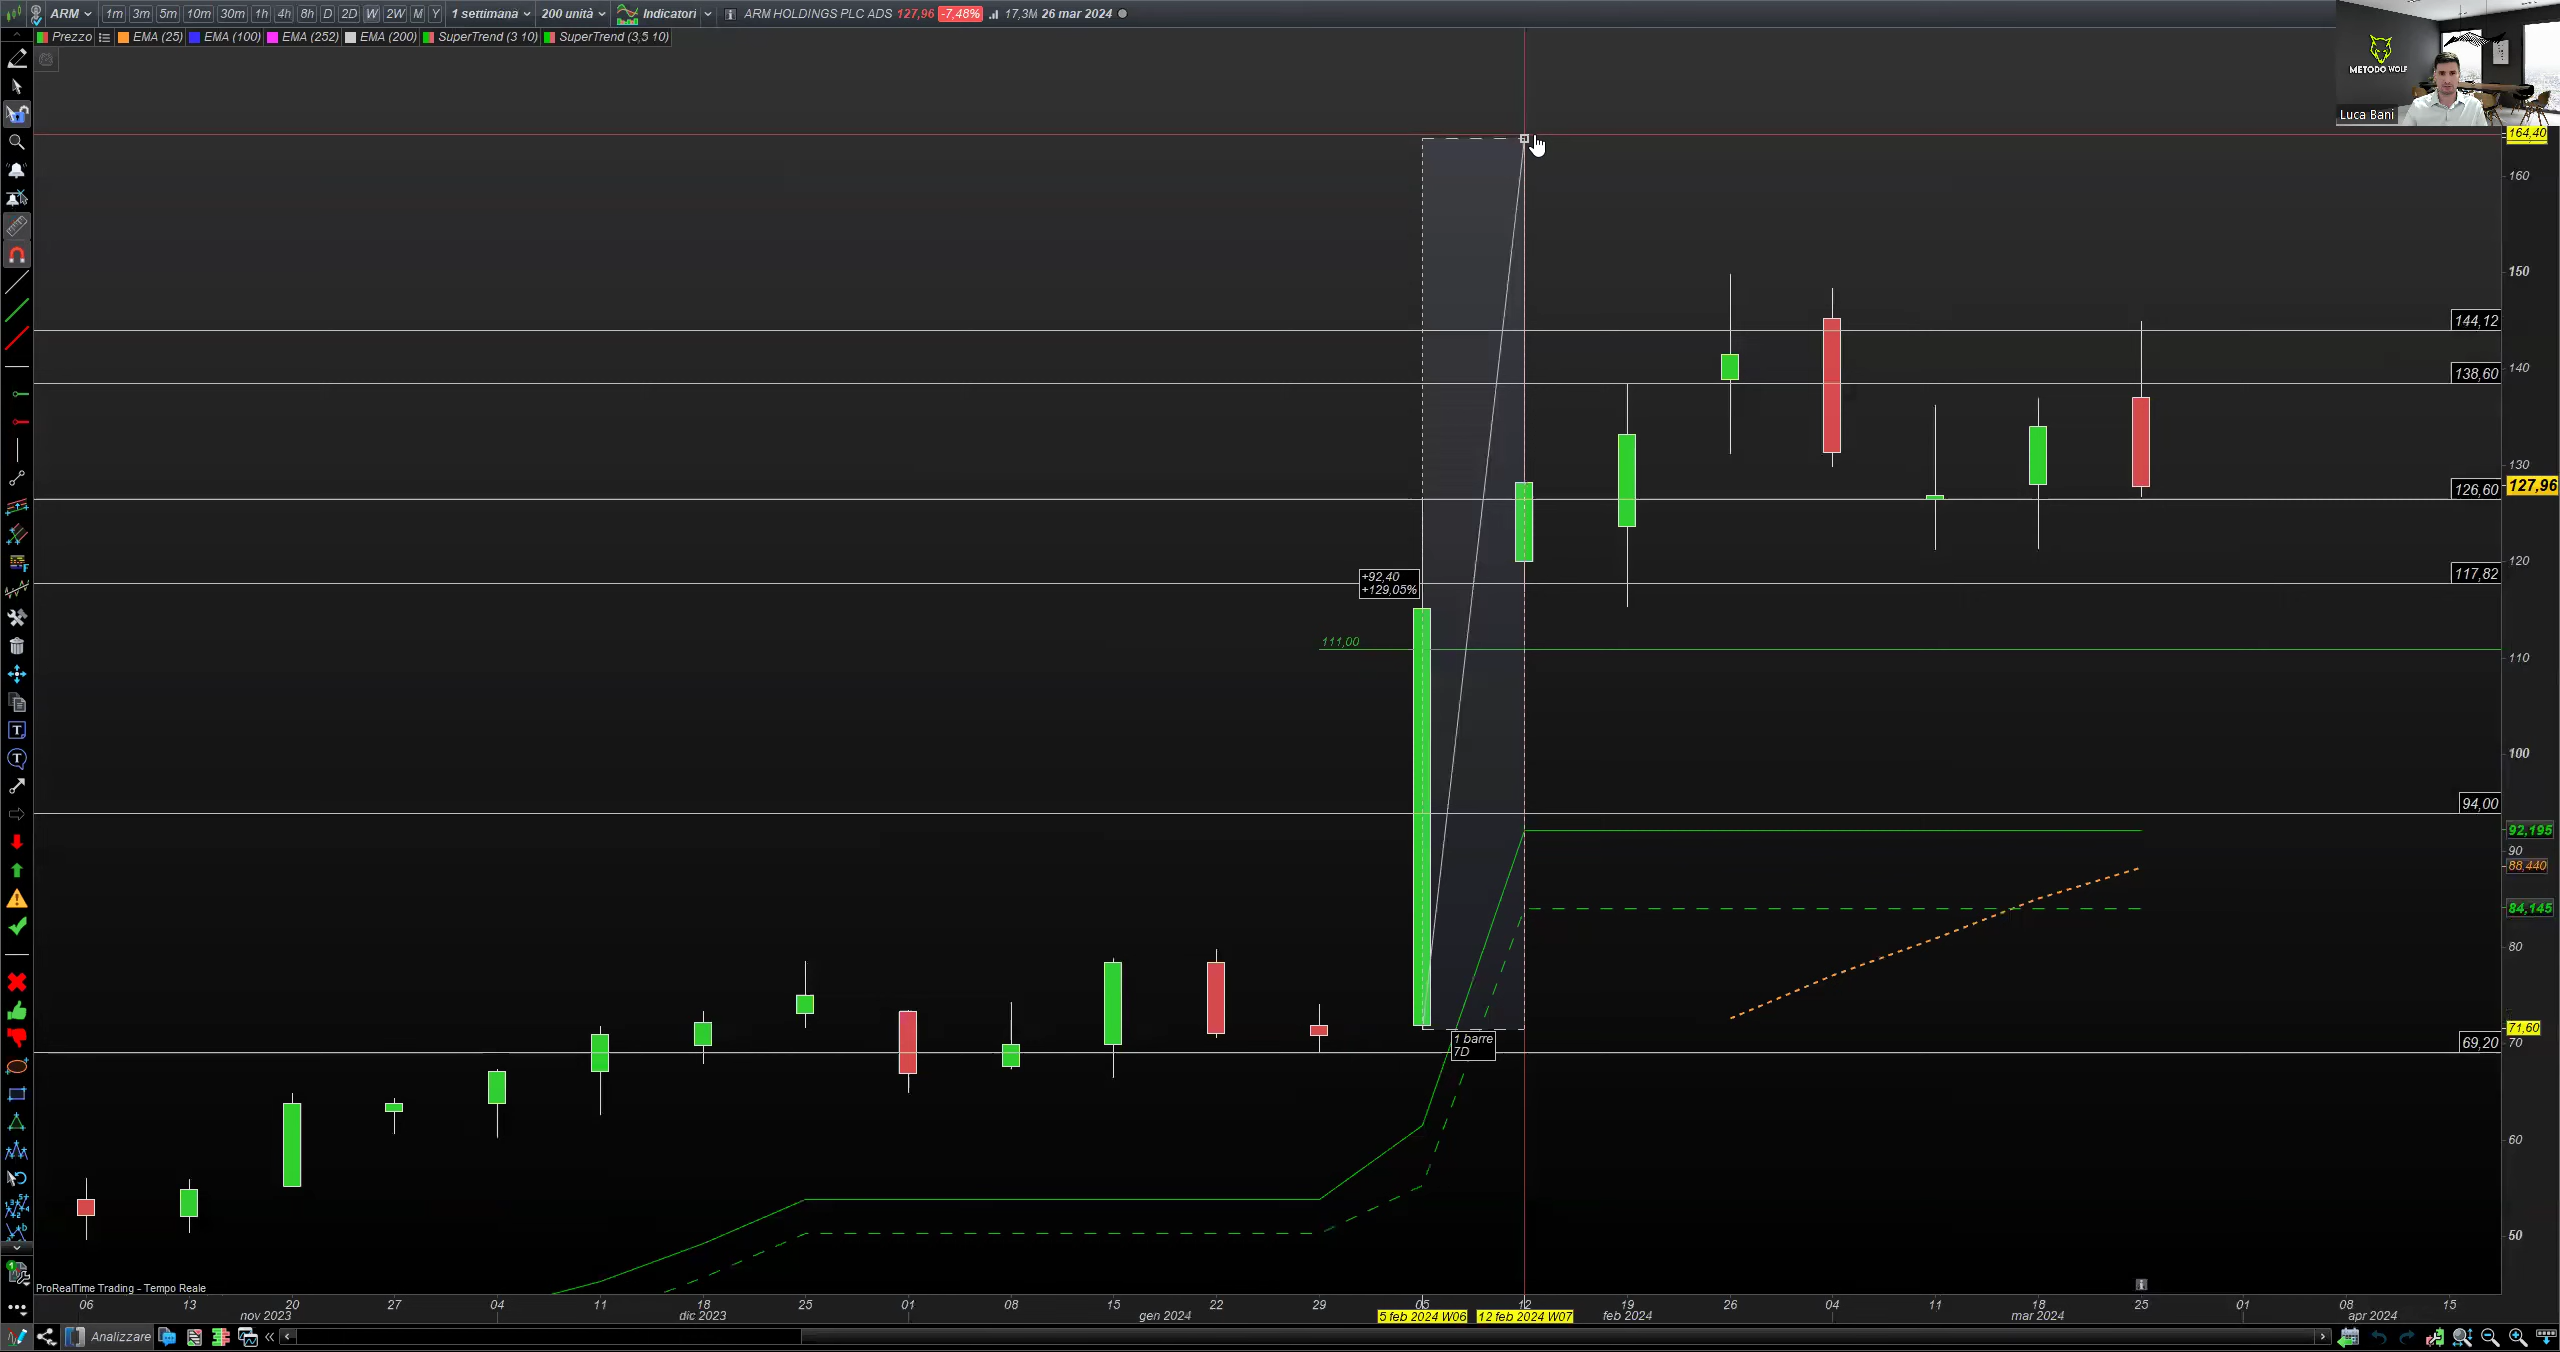 ARM 1m 3m 5m 10m 30m 1h 4h 8h D 2D W 2W M Y 1 settimana 200 unità Indicatori ARM HOLDINGS PLC ADS 127,96 -7,48% 17,3M 26 mar 2024
Prezzo EMA (25) EMA (100) EMA (252) EMA (200) SuperTrend (3 10) SuperTrend (3,5 10)
METODO WOLF
Luca Bani
164,40
160
150
144,12
140
138,60
130
127,96
126,60
120
+92,40
+129,05%
117,82
111,00
110
100
94,00
92,195
90
88,440
84,145
80
71,60
1 barre
7D
70
69,20
60
50
ProRealTime Trading - Tempo Reale
06 13 20 27 04 11 18 25 01 08 15 22 29 05 12 19 26 04 11 18 25 01 08 15
nov 2023 dic 2023 gen 2024 5 feb 2024 W06 12 feb 2024 W07 feb 2024 mar 2024 apr 2024
Analizzare